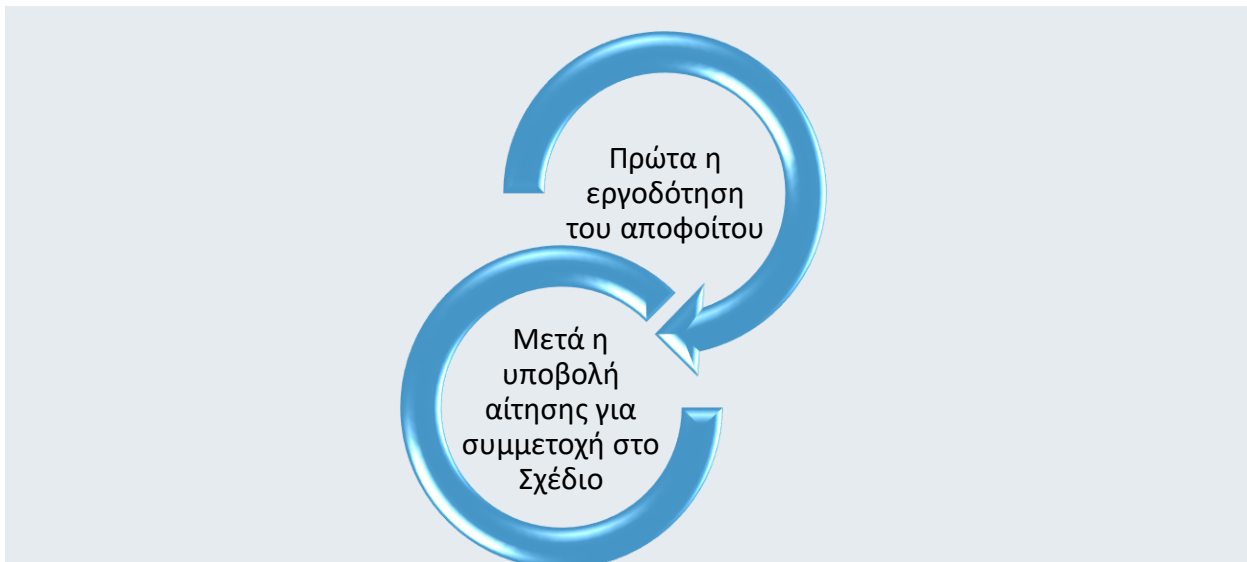 Πρώτα η
εργοδότηση
του αποφοίτου
Μετά η
υποβολή
αίτησης για
συμμετοχή στο
Σχέδιο